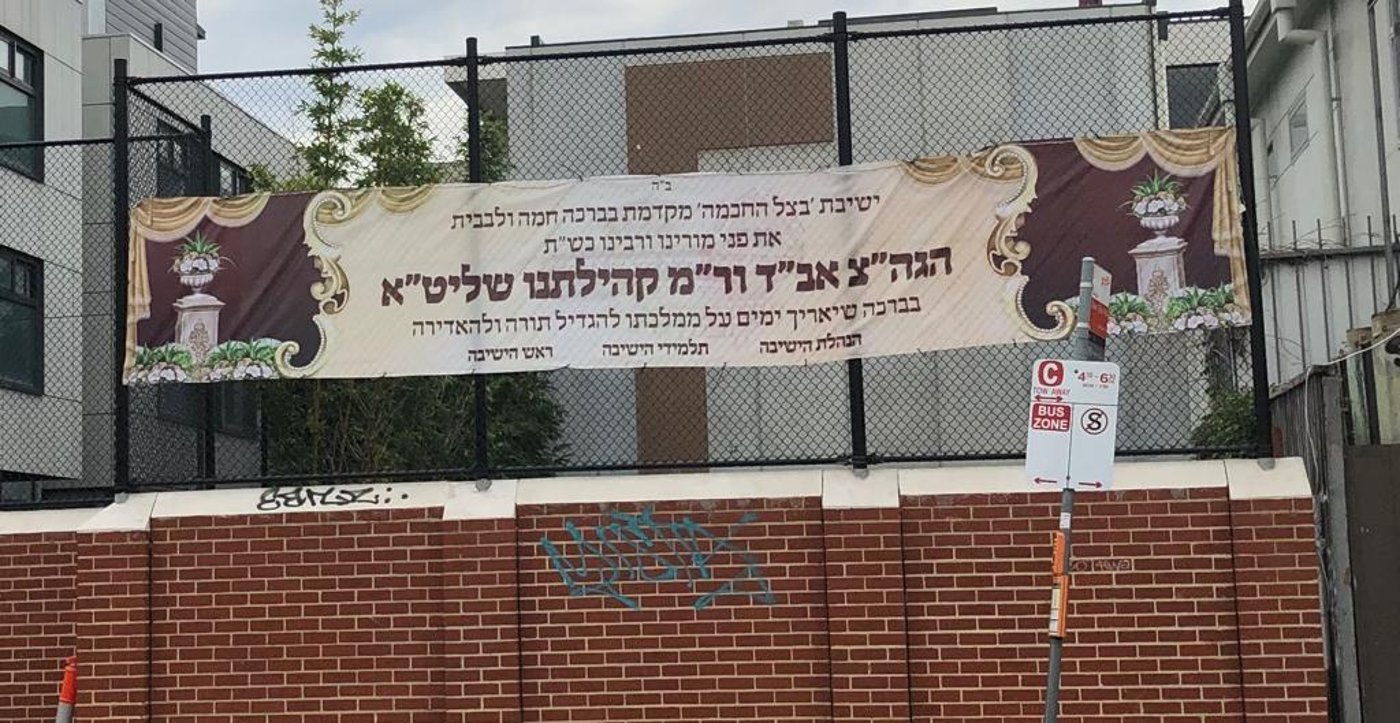 ב"ה
ישיבת 'בצל החכמה' מקדמת בברכה חמה ולבבית
את פני מורינו ורבינו כש"ת
הגה"צ אב"ד ור"מ קהילתנו שליט"א
בברכה שיאריך ימים על ממלכתו להגדיל תורה ולהאדירה
הנהלת הישיבה תלמידי הישיבה ראש הישיבה
C
TOW AWAY
BUS
ZONE
S